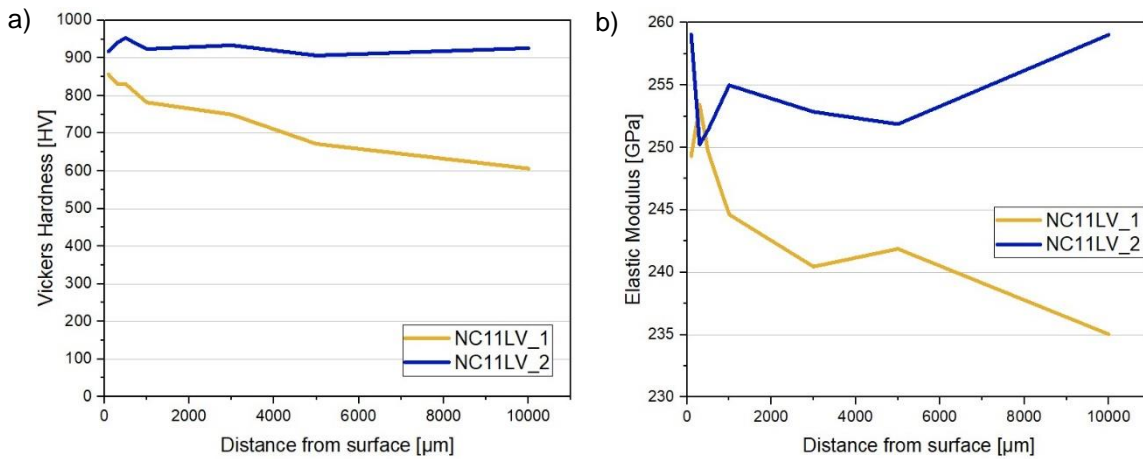 a)
Vickers Hardness [HV]
1000
900
800
700
600
500
400
300
200
100
0
NC11LV_1
NC11LV_2
0 2000 4000 6000 8000 10000
Distance from surface [µm]
b)
Elastic Modulus [GPa]
260
255
250
245
240
235
230
NC11LV_1
NC11LV_2
0 2000 4000 6000 8000 10000
Distance from surface [µm]